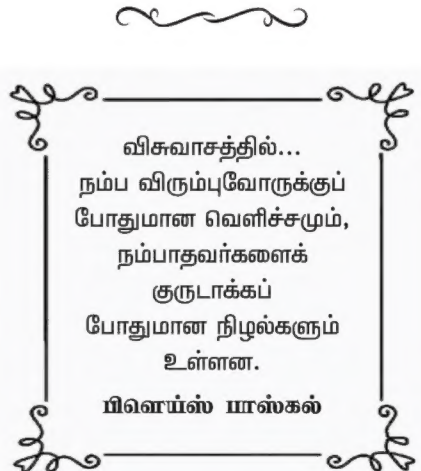 விசுவாசத்தில்...
நம்ப விரும்புவோருக்குப்
போதுமான வெளிச்சமும்,
நம்பாதவர்களைக்
குருடாக்கப்
போதுமான நிழல்களும்
உள்ளன.
பிளெய்ஸ் பாஸ்கல்